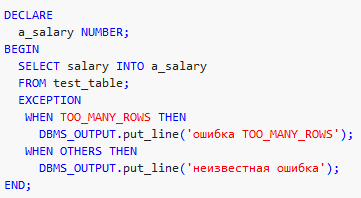 DECLARE
  a_salary NUMBER;
BEGIN
  SELECT salary INTO a_salary
  FROM test_table;
  EXCEPTION
   WHEN TOO_MANY_ROWS THEN
     DBMS_OUTPUT.put_line('ошибка TOO_MANY_ROWS');
   WHEN OTHERS THEN
     DBMS_OUTPUT.put_line('неизвестная ошибка');
END;